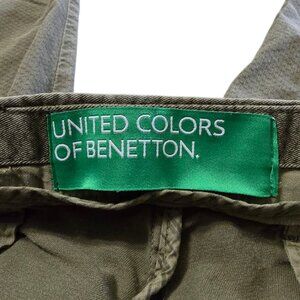 UNITED COLORS
OF BENETTON.